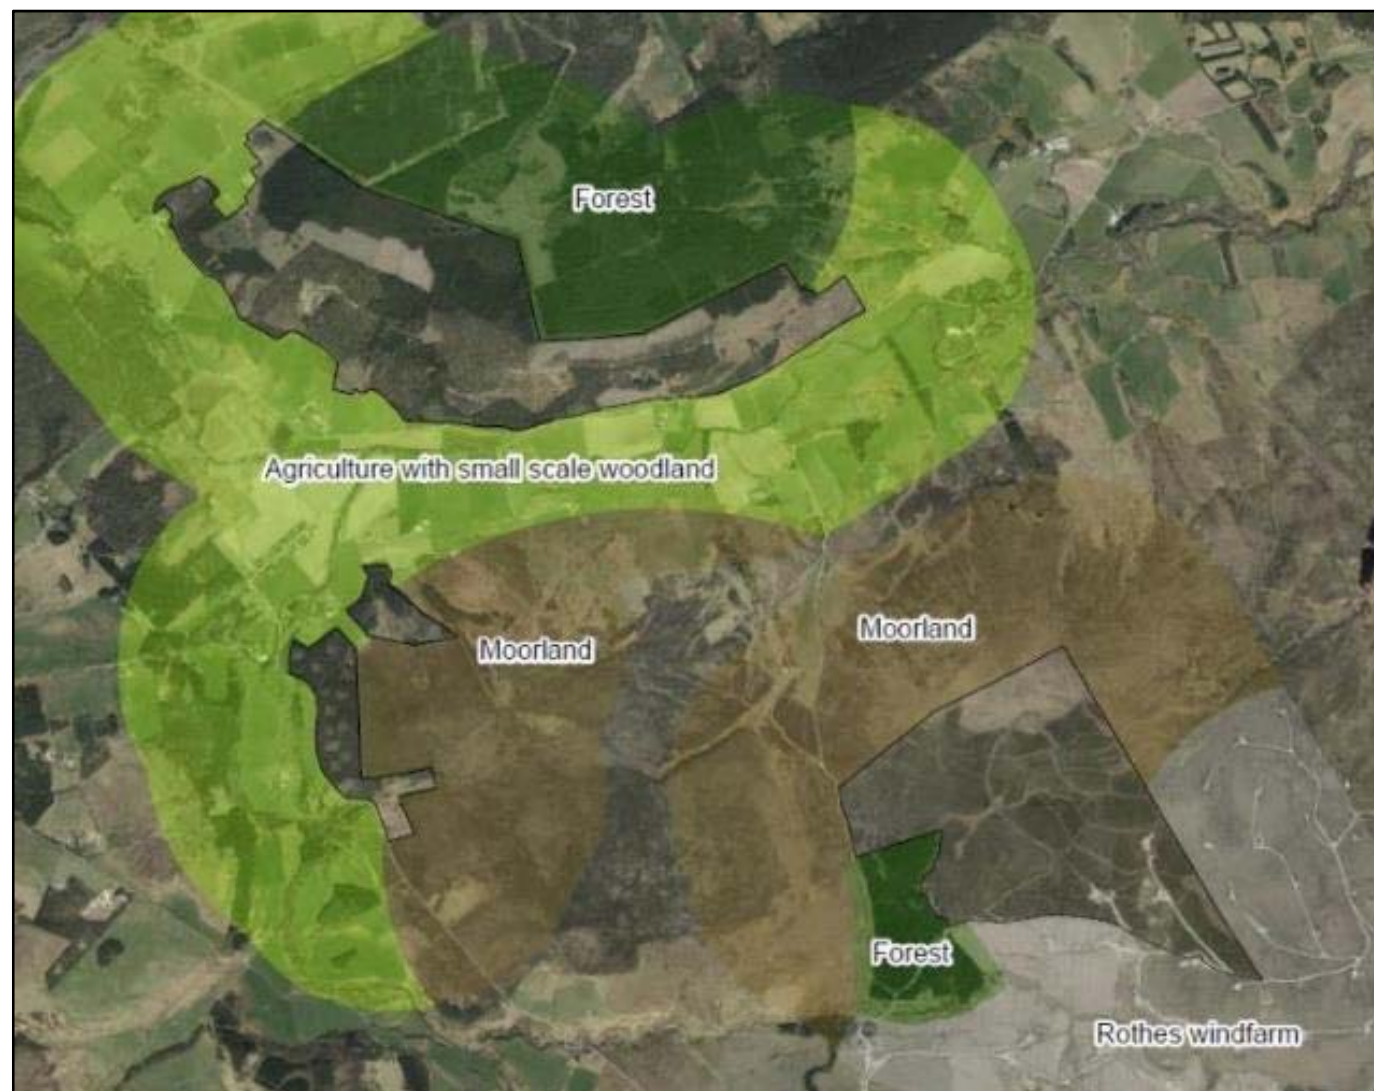 Forest
Agriculture with small scale woodland
Moorland
Moorland
Forest
Rothes windfarm